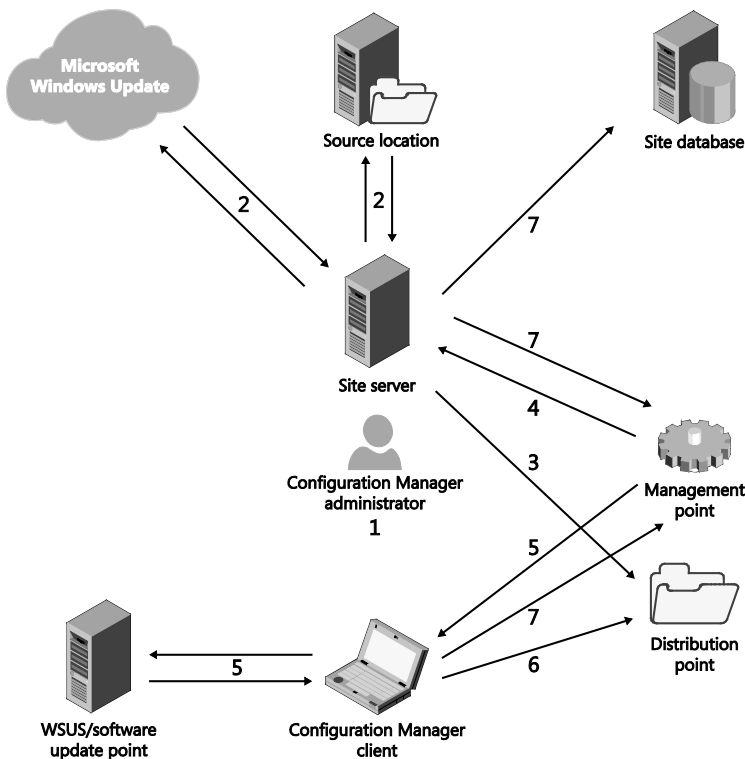 Microsoft
Windows Update
Source location
Site database
2
2
7
Site server
7
4
Configuration Manager
administrator
1
3
Management
point
5
7
6
Distribution
point
5
WSUS/software
update point
Configuration Manager
client